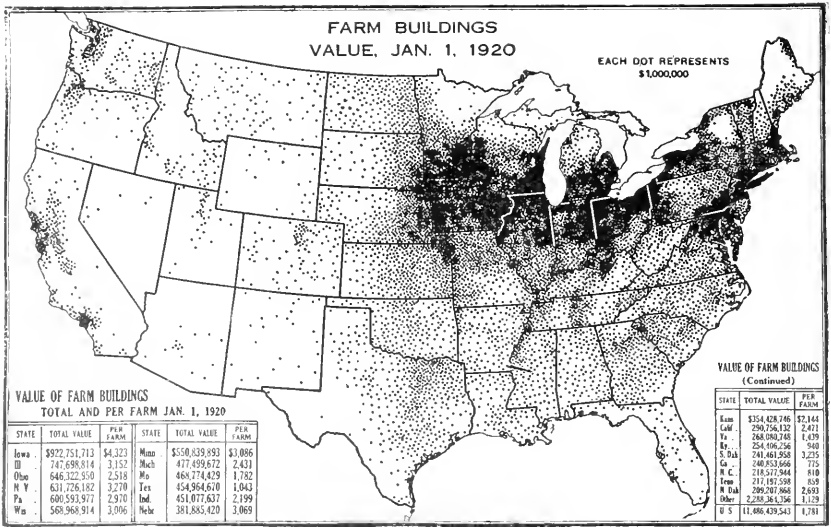 FARM BUILDINGS
VALUE, JAN. 1, 1920
EACH DOT REPRESENTS
$1,000,000
VALUE OF FARM BUILDINGS
TOTAL AND PER FARM JAN. 1, 1920
STATE TOTAL VALUE PER FARM STATE TOTAL VALUE PER FARM
Iowa $922,751,713 $4,323 Minn $550,839,893 $3,086
Ill 747,698,814 3,152 Mich 477,499,672 2,431
Ohio 646,322,950 2,518 Mo 468,774,429 1,782
N Y 631,726,182 3,270 Tex 454,964,670 1,043
Pa 600,593,977 2,970 Ind. 451,077,637 2,199
Wis 568,968,914 3,006 Nebr 381,885,420 3,069
VALUE OF FARM BUILDINGS
(Continued)
STATE TOTAL VALUE PER FARM
Kans $354,428,746 $2,144
Calif 290,756,132 2,471
Va 268,080,748 1,439
Ky. 254,406,256 940
S. Dak 241,461,958 3,235
Ga 240,853,666 775
N. C. 218,577,944 810
Tenn 217,197,598 859
N Dak 209,207,868 2,693
Other 2,288,361,356 1,129
U S 11,486,439,543 1,781